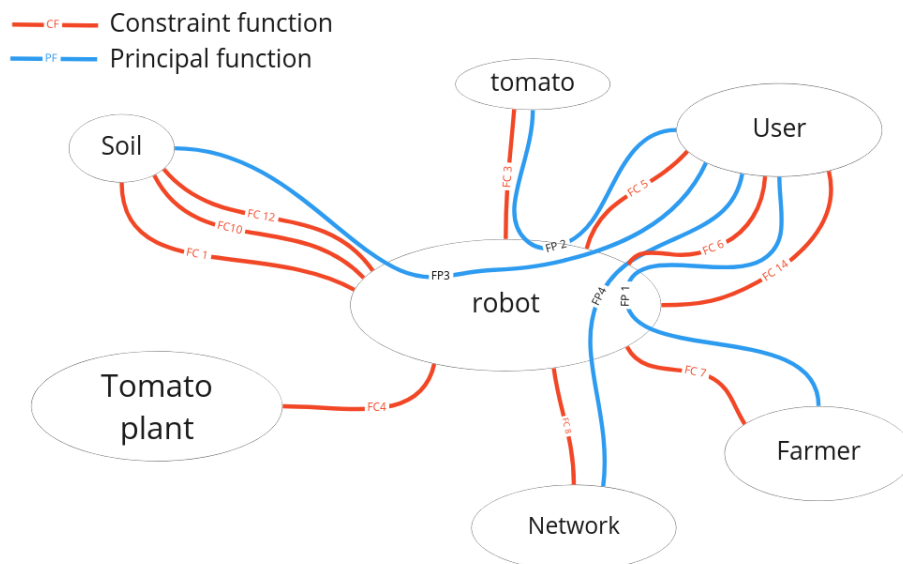 CF Constraint function
PF Principal function
tomato
User
Soil
FC 3
FC 5
FC 12
FC10
FC 1
FP 2
FC 6
FC 14
FP3
FP4
FP 1
robot
FC 7
Tomato
plant
FC4
FC 8
Farmer
Network